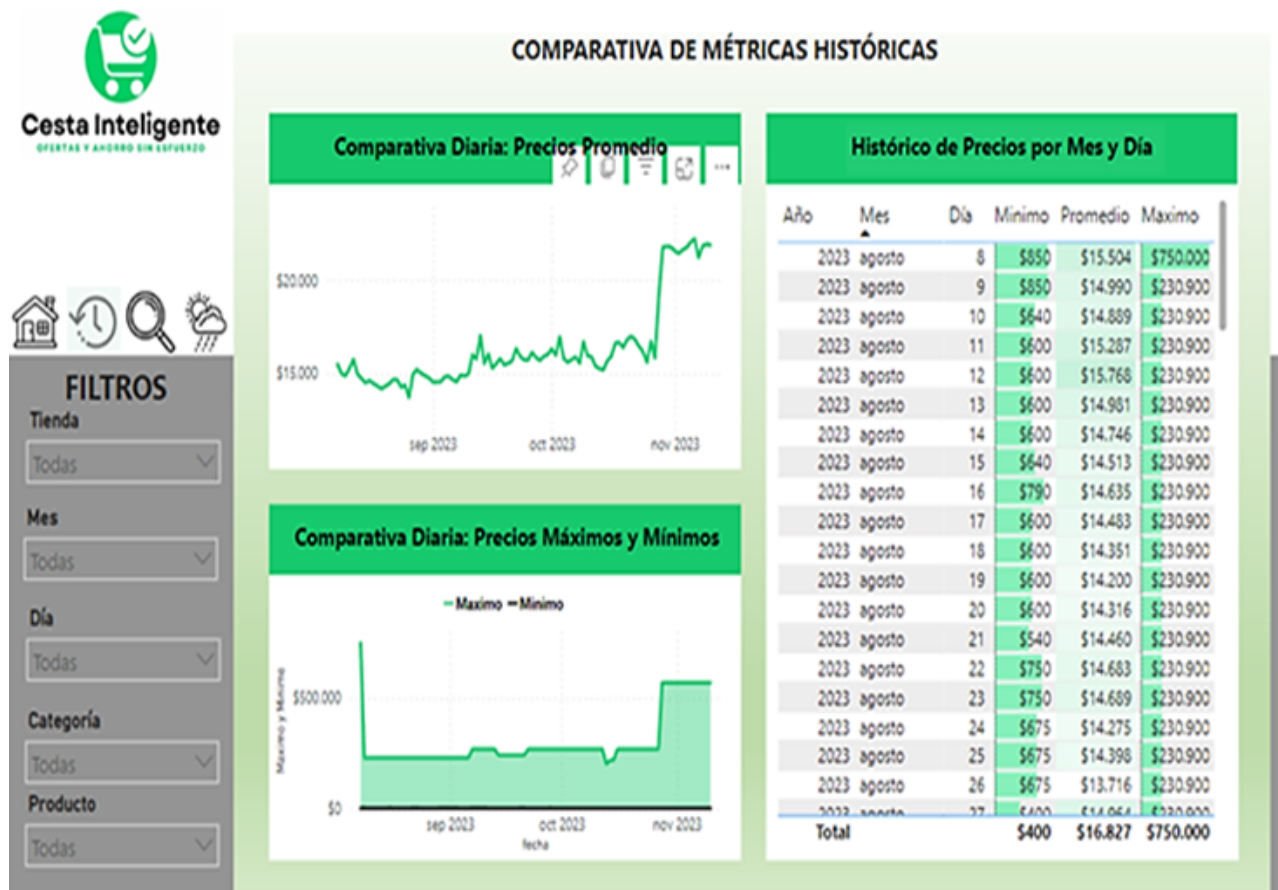 Cesta Inteligente
OFERTAS Y AHORRO SIN ESFUERZO
COMPARATIVA DE MÉTRICAS HISTÓRICAS
FILTROS
Tienda
Todas
Mes
Todas
Día
Todas
Categoría
Todas
Producto
Todas
Comparativa Diaria: Precios Promedio
$20.000
$15.000
sep 2023 oct 2023 nov 2023
Comparativa Diaria: Precios Máximos y Mínimos
Maximo Minimo
Maximo y Minimo
$500.000
$0
sep 2023 oct 2023 nov 2023
fecha
Histórico de Precios por Mes y Día
Año Mes Día Minimo Promedio Maximo
2023 agosto 8 $850 $15.504 $750.000
2023 agosto 9 $850 $14.990 $230.900
2023 agosto 10 $640 $14.889 $230.900
2023 agosto 11 $600 $15.287 $230.900
2023 agosto 12 $600 $15.768 $230.900
2023 agosto 13 $600 $14.981 $230.900
2023 agosto 14 $600 $14.746 $230.900
2023 agosto 15 $640 $14.513 $230.900
2023 agosto 16 $790 $14.635 $230.900
2023 agosto 17 $600 $14.483 $230.900
2023 agosto 18 $600 $14.351 $230.900
2023 agosto 19 $600 $14.200 $230.900
2023 agosto 20 $600 $14.316 $230.900
2023 agosto 21 $540 $14.460 $230.900
2023 agosto 22 $750 $14.683 $230.900
2023 agosto 23 $750 $14.689 $230.900
2023 agosto 24 $675 $14.275 $230.900
2023 agosto 25 $675 $14.398 $230.900
2023 agosto 26 $675 $13.716 $230.900
2023 agosto 27 $400 $14.964 $230.900
Total $400 $16.827 $750.000